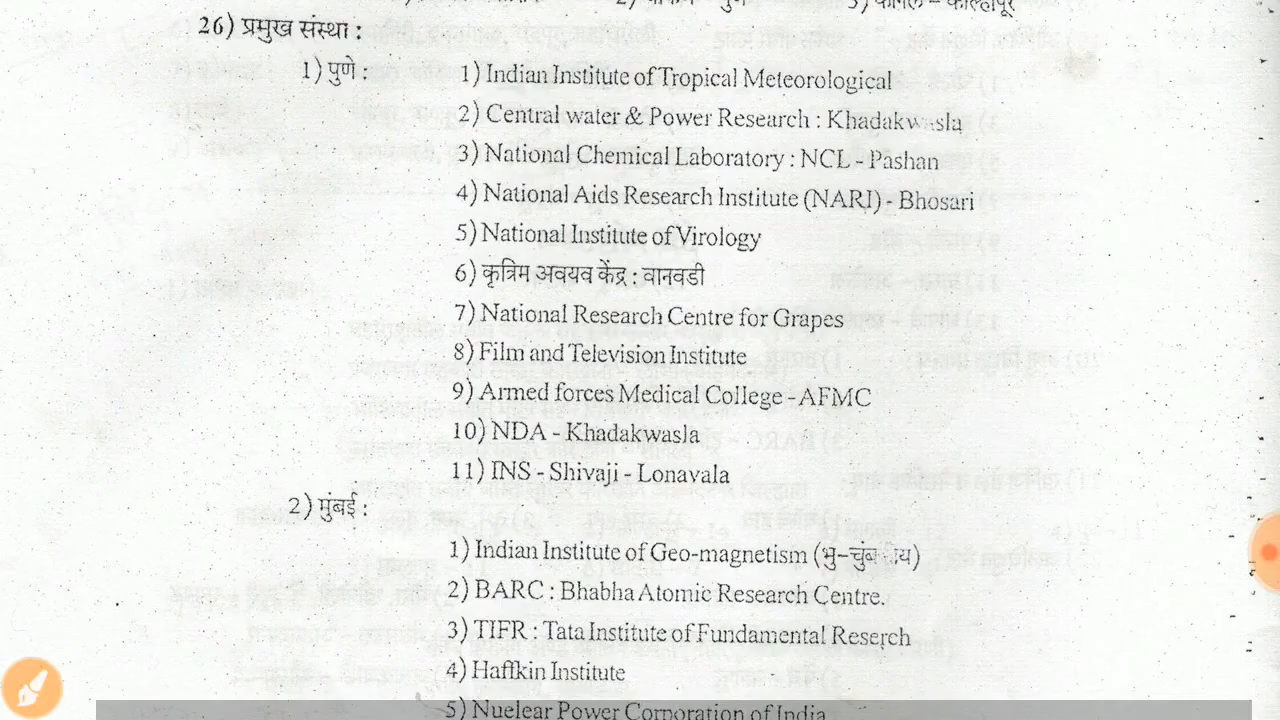 26) प्रमुख संस्था :
1) पुणे : 1) Indian Institute of Tropical Meteorological
2) Central water & Power Research : Khadakwasla
3) National Chemical Laboratory : NCL - Pashan
4) National Aids Research Institute (NARI) - Bhosari
5) National Institute of Virology
6) कृत्रिम अवयव केंद्र : वानवडी
7) National Research Centre for Grapes
8) Film and Television Institute
9) Armed forces Medical College - AFMC
10) NDA - Khadakwasla
11) INS - Shivaji - Lonavala
2) मुंबई :
1) Indian Institute of Geo-magnetism (भु-चुंबकीय)
2) BARC : Bhabha Atomic Research Centre.
3) TIFR : Tata Institute of Fundamental Reserch
4) Haffkin Institute
5) Nuelear Power Corporation of India